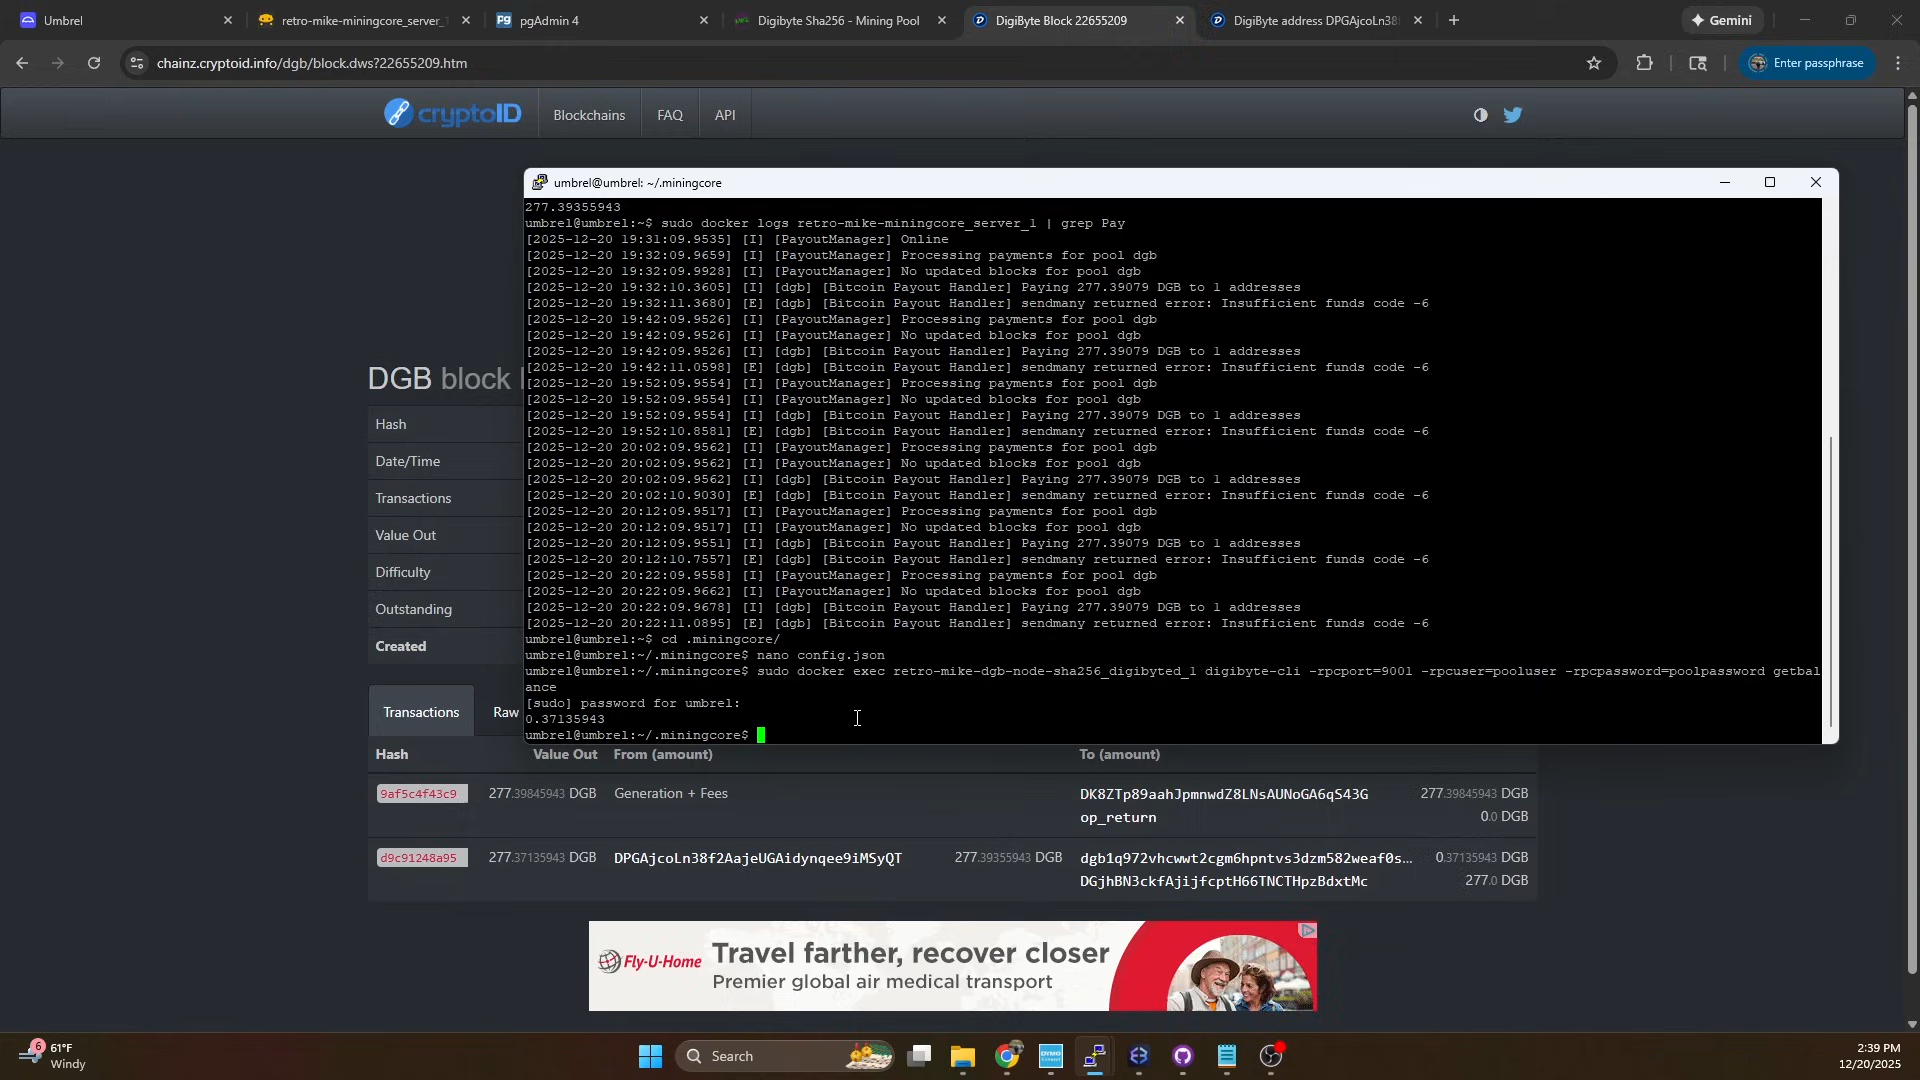 Umbrel
retro-mike-miningcore_server_1
pgAdmin 4
Digibyte Sha256 - Mining Pool
DigiByte Block 22655209
DigiByte address DPGAjcoLn38
Gemini
chainz.cryptoid.info/dgb/block.dws?22655209.htm
Enter passphrase
cryptoID
Blockchains
FAQ
API
umbrel@umbrel: ~/.miningcore
277.39355943
umbrel@umbrel:~$ sudo docker logs retro-mike-miningcore_server_1 | grep Pay
[2025-12-20 19:31:09.9535] [I] [PayoutManager] Online
[2025-12-20 19:32:09.9659] [I] [PayoutManager] Processing payments for pool dgb
[2025-12-20 19:32:09.9928] [I] [PayoutManager] No updated blocks for pool dgb
[2025-12-20 19:32:10.3605] [I] [dgb] [Bitcoin Payout Handler] Paying 277.39079 DGB to 1 addresses
[2025-12-20 19:32:11.3680] [E] [dgb] [Bitcoin Payout Handler] sendmany returned error: Insufficient funds code -6
[2025-12-20 19:42:09.9526] [I] [PayoutManager] Processing payments for pool dgb
[2025-12-20 19:42:09.9526] [I] [PayoutManager] No updated blocks for pool dgb
[2025-12-20 19:42:09.9526] [I] [dgb] [Bitcoin Payout Handler] Paying 277.39079 DGB to 1 addresses
[2025-12-20 19:42:11.0598] [E] [dgb] [Bitcoin Payout Handler] sendmany returned error: Insufficient funds code -6
[2025-12-20 19:52:09.9554] [I] [PayoutManager] Processing payments for pool dgb
[2025-12-20 19:52:09.9554] [I] [PayoutManager] No updated blocks for pool dgb
[2025-12-20 19:52:09.9554] [I] [dgb] [Bitcoin Payout Handler] Paying 277.39079 DGB to 1 addresses
[2025-12-20 19:52:10.8581] [E] [dgb] [Bitcoin Payout Handler] sendmany returned error: Insufficient funds code -6
[2025-12-20 20:02:09.9562] [I] [PayoutManager] Processing payments for pool dgb
[2025-12-20 20:02:09.9562] [I] [PayoutManager] No updated blocks for pool dgb
[2025-12-20 20:02:09.9562] [I] [dgb] [Bitcoin Payout Handler] Paying 277.39079 DGB to 1 addresses
[2025-12-20 20:02:10.9030] [E] [dgb] [Bitcoin Payout Handler] sendmany returned error: Insufficient funds code -6
[2025-12-20 20:12:09.9517] [I] [PayoutManager] Processing payments for pool dgb
[2025-12-20 20:12:09.9517] [I] [PayoutManager] No updated blocks for pool dgb
[2025-12-20 20:12:09.9551] [I] [dgb] [Bitcoin Payout Handler] Paying 277.39079 DGB to 1 addresses
[2025-12-20 20:12:10.7557] [E] [dgb] [Bitcoin Payout Handler] sendmany returned error: Insufficient funds code -6
[2025-12-20 20:22:09.9558] [I] [PayoutManager] Processing payments for pool dgb
[2025-12-20 20:22:09.9662] [I] [PayoutManager] No updated blocks for pool dgb
[2025-12-20 20:22:09.9678] [I] [dgb] [Bitcoin Payout Handler] Paying 277.39079 DGB to 1 addresses
[2025-12-20 20:22:11.0895] [E] [dgb] [Bitcoin Payout Handler] sendmany returned error: Insufficient funds code -6
umbrel@umbrel:~$ cd .miningcore/
umbrel@umbrel:~/.miningcore$ nano config.json
umbrel@umbrel:~/.miningcore$ sudo docker exec retro-mike-dgb-node-sha256_digibyted_1 digibyte-cli -rpcport=9001 -rpcuser=pooluser -rpcpassword=poolpassword getbal
ance
[sudo] password for umbrel:
0.37135943
umbrel@umbrel:~/.miningcore$
DGB block
Hash
Date/Time
Transactions
Value Out
Difficulty
Outstanding
Created
Transactions
Raw
Hash Value Out From (amount) To (amount)
9af5c4f43c9 277.39845943 DGB Generation + Fees DK8ZTp89aahJpmnwdZ8LNsAUNoGA6qS43G 277.39845943 DGB
op_return 0.0 DGB
d9c91248a95 277.37135943 DGB DPGAjcoLn38f2AajeUGAidynqee9iMSyQT 277.39355943 DGB dgb1q972vhcwwt2cgm6hpntvs3dzm582weaf0s... 0.37135943 DGB
DGjhBN3ckfAjijfcptH66TNCTHpzBdxtMc 277.0 DGB
Fly-U-Home
Travel farther, recover closer
Premier global air medical transport
6
61°F
Windy
Search
DYMO
2:39 PM
12/20/2025